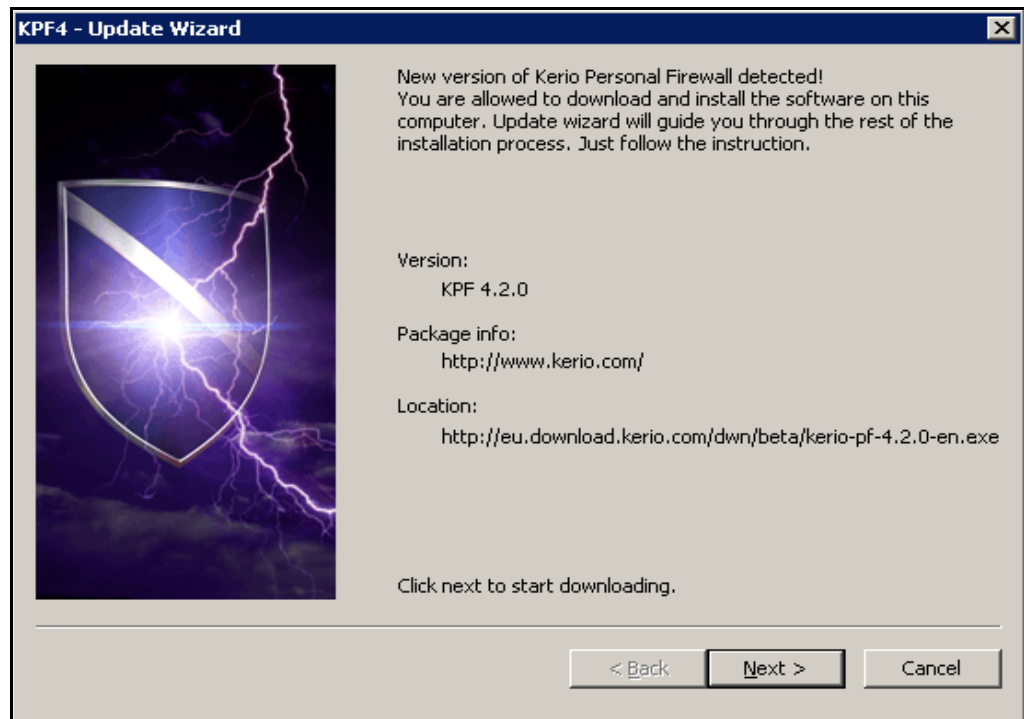 KPF4 - Update Wizard
New version of Kerio Personal Firewall detected!
You are allowed to download and install the software on this
computer. Update wizard will guide you through the rest of the
installation process. Just follow the instruction.
Version:
KPF 4.2.0
Package info:
http://www.kerio.com/
Location:
http://eu.download.kerio.com/dwn/beta/kerio-pf-4.2.0-en.exe
Click next to start downloading.
< Back
Next >
Cancel